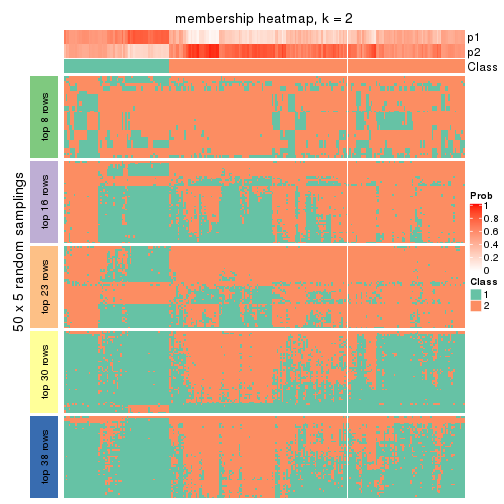 membership heatmap, k = 2
p1
p2
Class
50 x 5 random samplings
top 8 rows
top 16 rows
top 23 rows
top 30 rows
top 38 rows
Prob
1
0.8
0.6
0.4
0.2
0
Class
1
2